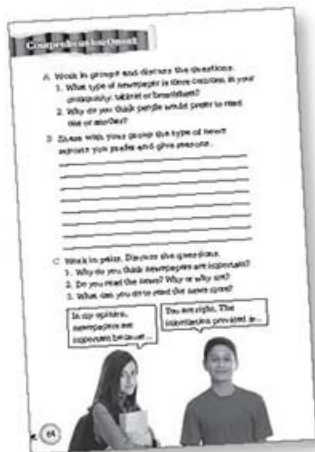 Comprehension Quest
A Work in groups and discuss the questions.
1. What type of newspaper is more common in your
community: tabloid or broadsheet?
2. Why do you think people would prefer to read
one or another?
B Share with your group the type of news
reports you prefer and give reasons.
C Work in pairs. Discuss the questions.
1. Why do you think newspapers are important?
2. Do you read the news? Why or why not?
3. What can you do to read the news more?
In my opinion,
newspapers are
important because...
You are right. The
information provided is...